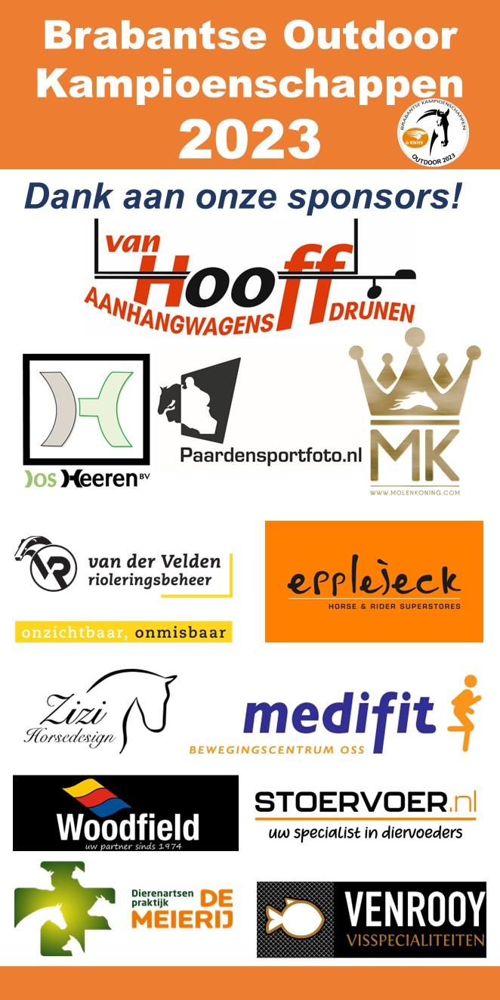 Brabantse Outdoor
Kampioenschappen
2023
BRABANTSE KAMPIOENSCHAPPEN
KNHS
OUTDOOR 2023
Dank aan onze sponsors!
van
Hooff
AANHANGWAGENS DRUNEN
Jos Heeren BV
Paardensportfoto.nl
MK
WWW.MOLENKONING.COM
VR
van der Velden
rioleringsbeheer
onzichtbaar, onmisbaar
epplejeck
HORSE & RIDER SUPERSTORES
Zizi
Horsedesign
medifit
BEWEGINGSCENTRUM OSS
Woodfield
uw partner sinds 1974
STOERVOER.nl
uw specialist in diervoeders
Dierenartsen
praktijk DE
MEIERIJ
VENROOY
VISSPECIALITEITEN